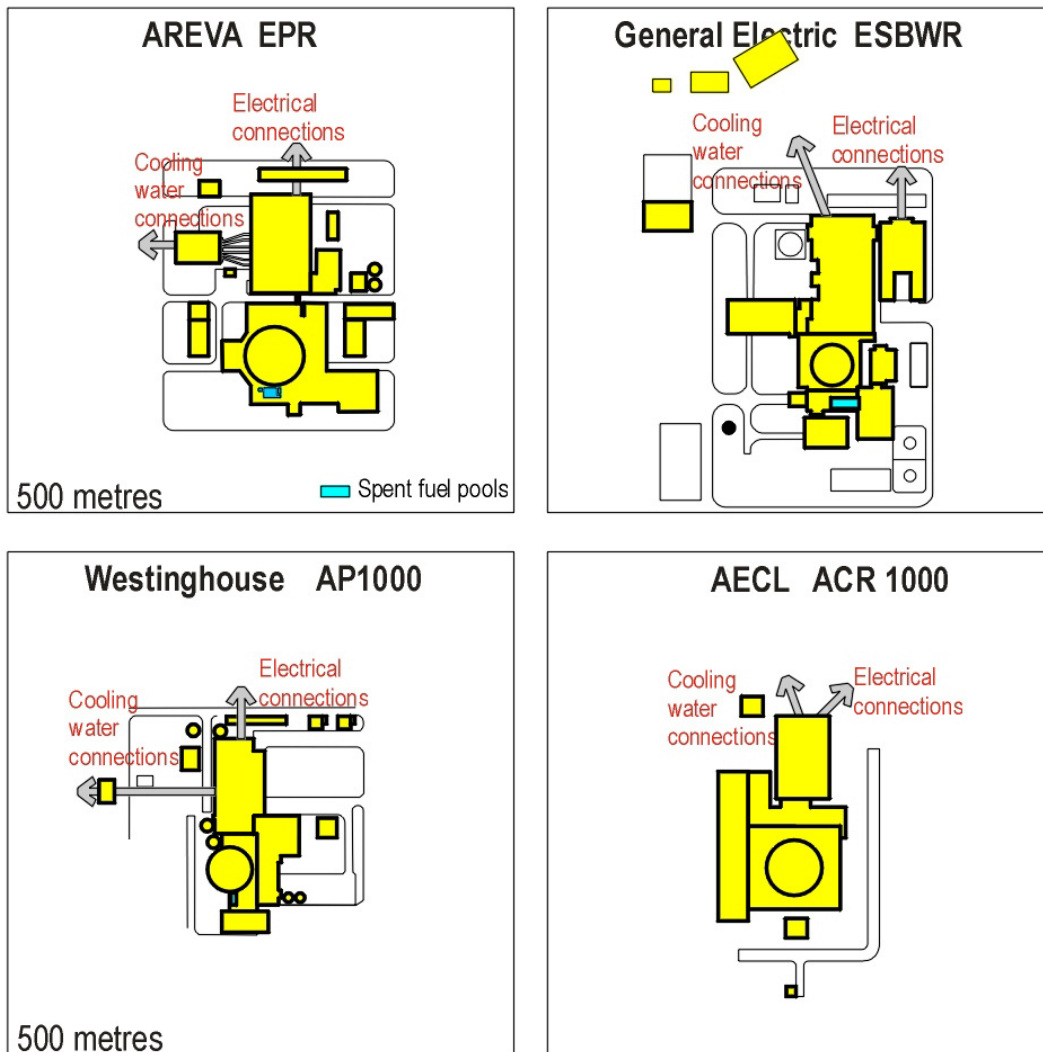 AREVA EPR
Electrical
connections
Cooling
water
connections
500 metres
Spent fuel pools
General Electric ESBWR
Cooling
water
connections
Electrical
connections
Westinghouse AP1000
Electrical
connections
Cooling
water
connections
500 metres
AECL ACR 1000
Cooling
water
connections
Electrical
connections